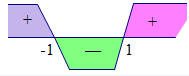 + — +
-1 1